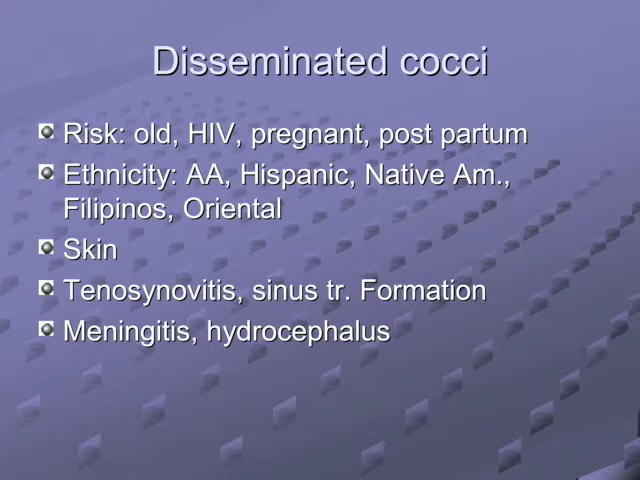 Disseminated cocci
Risk: old, HIV, pregnant, post partum
Ethnicity: AA, Hispanic, Native Am.,
Filipinos, Oriental
Skin
Tenosynovitis, sinus tr. Formation
Meningitis, hydrocephalus